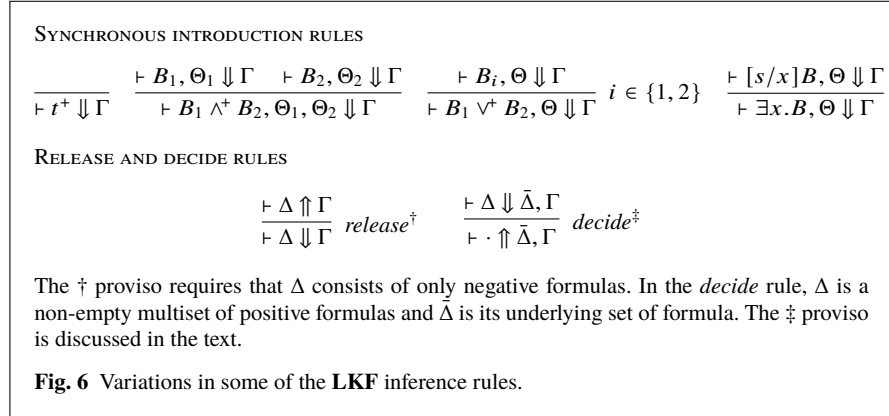 SYNCHRONOUS INTRODUCTION RULES
⊢ B₁, Θ₁ ⇓ Γ   ⊢ B₂, Θ₂ ⇓ Γ   ⊢ Bᵢ, Θ ⇓ Γ   ⊢ [s/x]B, Θ ⇓ Γ
⊢ t⁺ ⇓ Γ   ⊢ B₁ ∧⁺ B₂, Θ₁, Θ₂ ⇓ Γ   ⊢ B₁ ∨⁺ B₂, Θ ⇓ Γ   i ∈ {1, 2}   ⊢ ∃x.B, Θ ⇓ Γ
RELEASE AND DECIDE RULES
⊢ Δ ⇑ Γ   ⊢ Δ ⇓ Δ̄, Γ
⊢ Δ ⇓ Γ   release†   ⊢ · ⇑ Δ̄, Γ   decide‡
The † proviso requires that Δ consists of only negative formulas. In the decide rule, Δ is a
non-empty multiset of positive formulas and Δ̄ is its underlying set of formula. The ‡ proviso
is discussed in the text.
Fig. 6 Variations in some of the LKF inference rules.